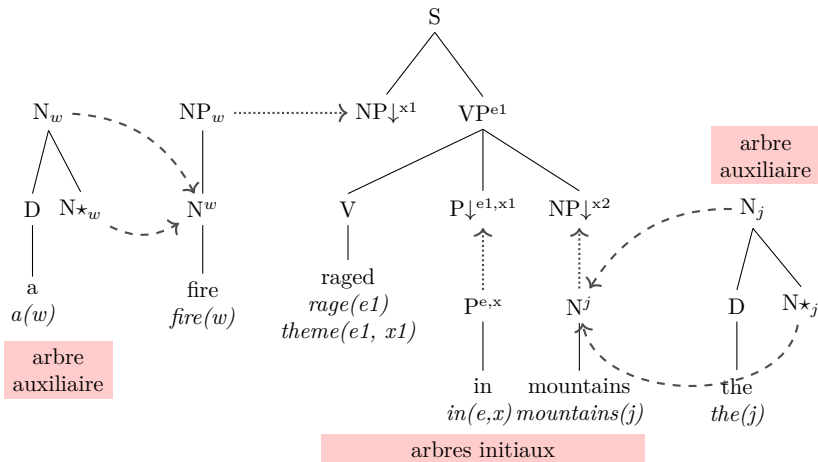 S
N_w
NP_w
NP↓^x1
VP^e1
arbre
auxiliaire
D
N⋆_w
N^w
V
P↓^e1,x1
NP↓^x2
N_j
a
a(w)
fire
fire(w)
raged
rage(e1)
theme(e1, x1)
P^e,x
N^j
D
N⋆_j
arbre
auxiliaire
in
in(e,x)
mountains
mountains(j)
the
the(j)
arbres initiaux